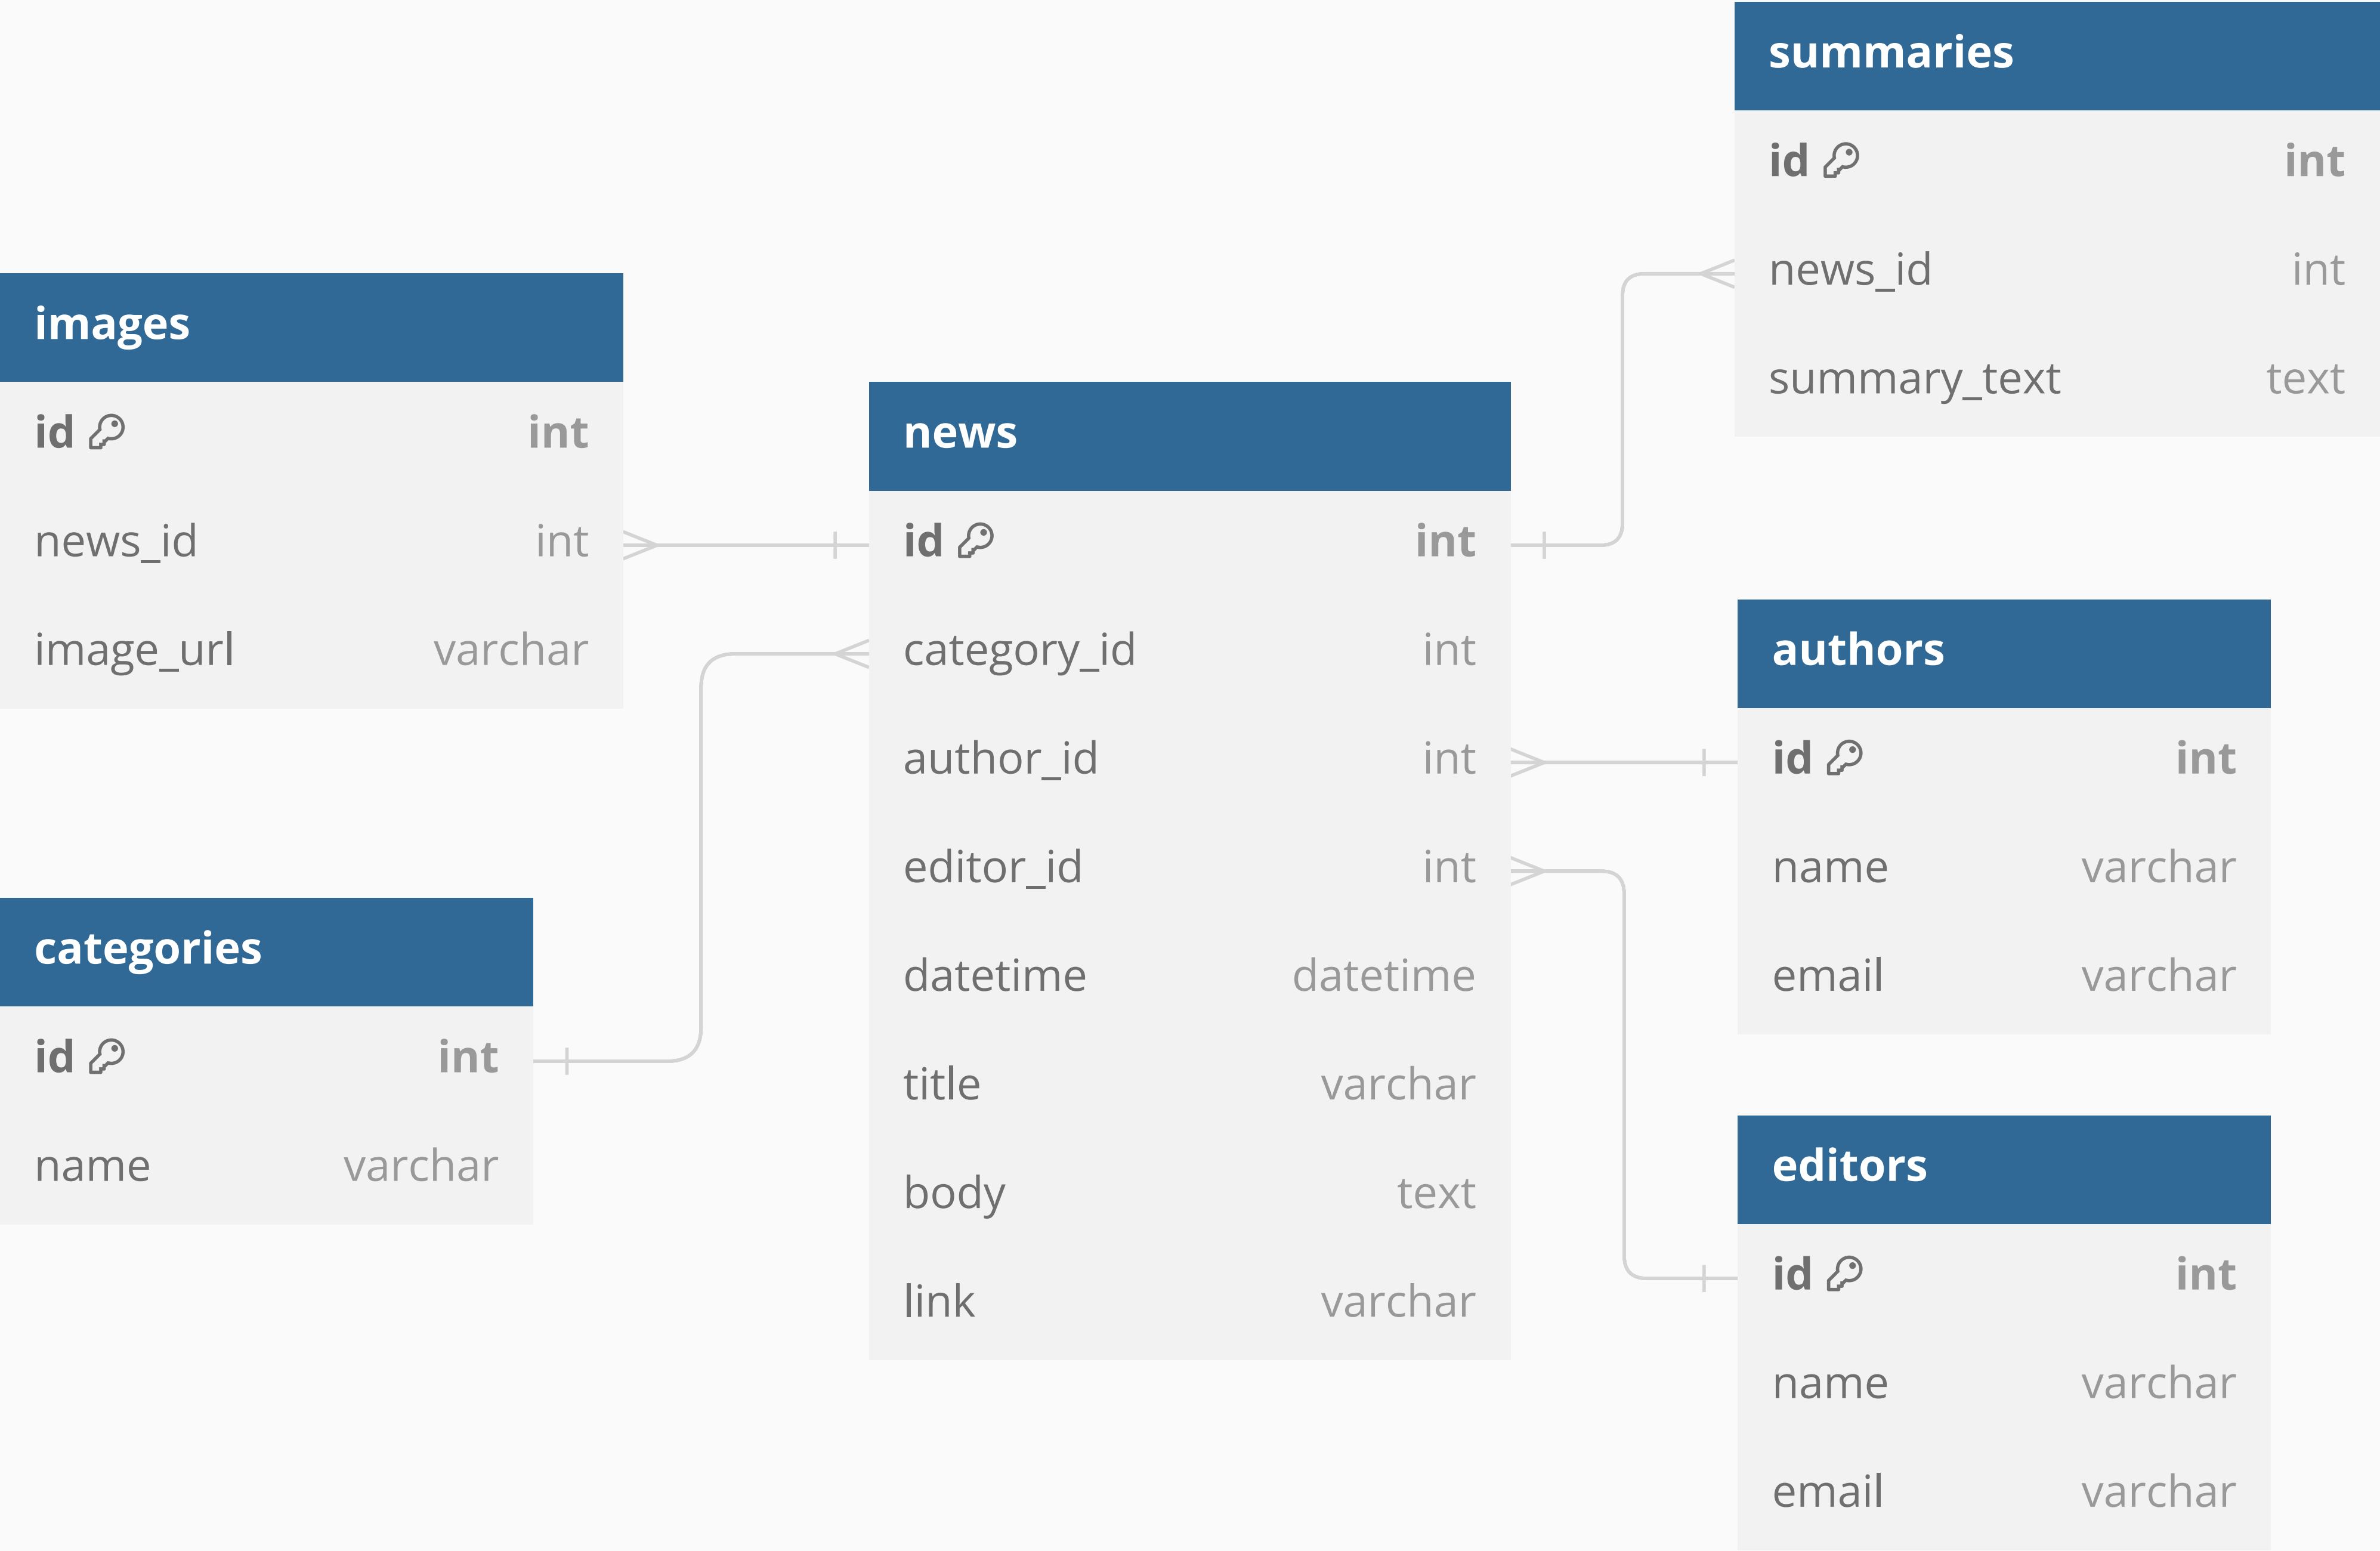 summaries
id int
news_id int
summary_text text
images
id int
news_id int
image_url varchar
news
id int
category_id int
author_id int
editor_id int
datetime datetime
title varchar
body text
link varchar
authors
id int
name varchar
email varchar
categories
id int
name varchar
editors
id int
name varchar
email varchar